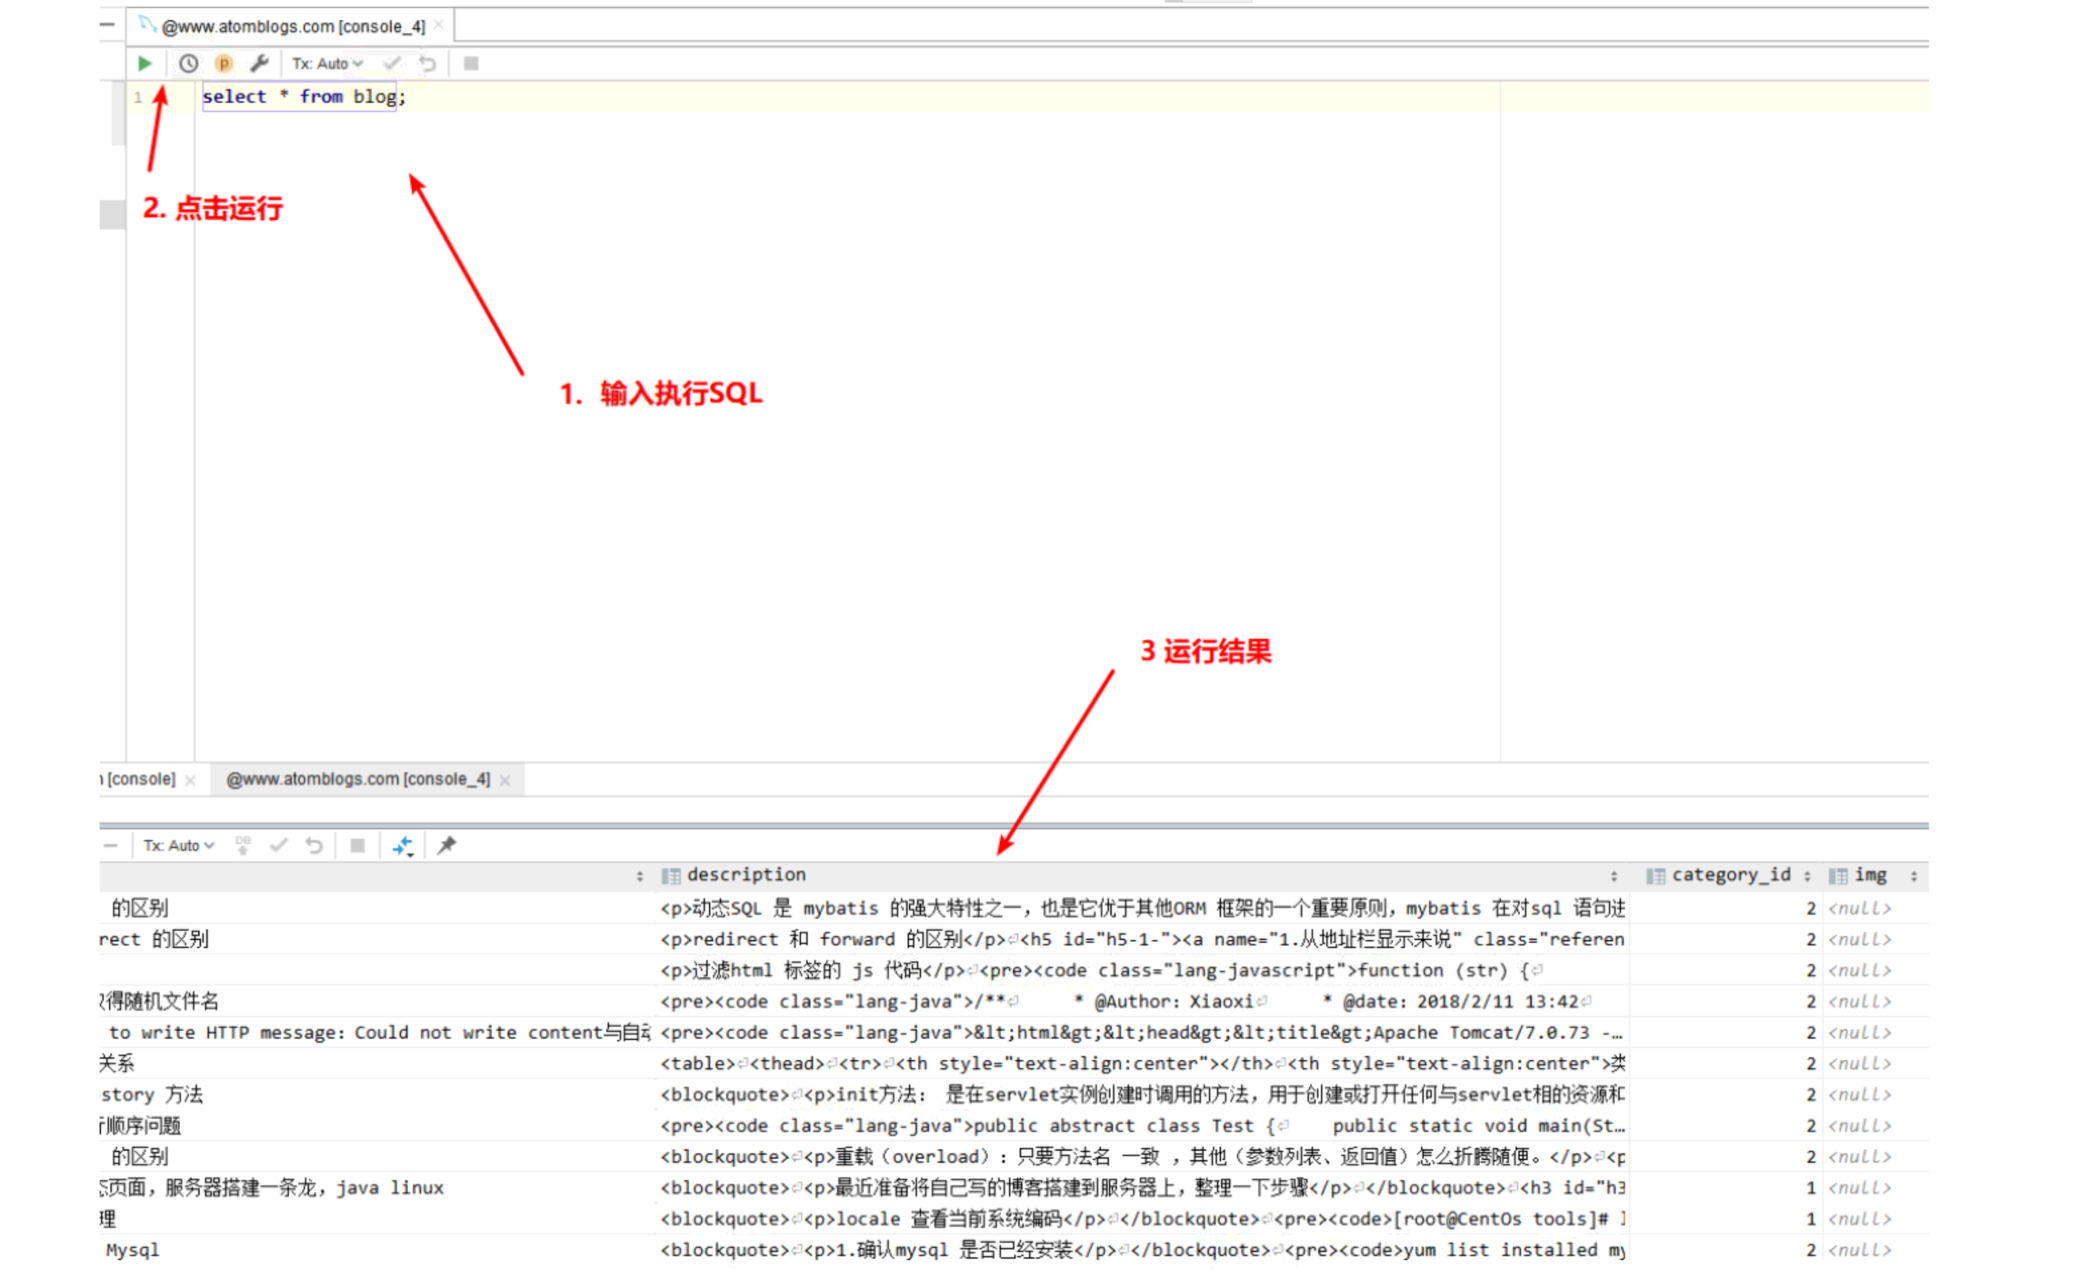 @www.atomblogs.com [console_4]
Tx: Auto
1 select * from blog;
2. 点击运行
1. 输入执行SQL
3 运行结果
[console] @www.atomblogs.com [console_4]
Tx: Auto
description category_id img
的区别 <p>动态SQL 是 mybatis 的强大特性之一，也是它优于其他ORM 框架的一个重要原则，mybatis 在对sql 语句进 2 <null>
rect 的区别 <p>redirect 和 forward 的区别</p>⏎<h5 id="h5-1-"><a name="1.从地址栏显示来说" class="referen 2 <null>
<p>过滤html 标签的 js 代码</p>⏎<pre><code class="lang-javascript">function (str) {⏎ 2 <null>
得随机文件名 <pre><code class="lang-java">/**⏎ * @Author：Xiaoxi⏎ * @date：2018/2/11 13:42⏎ 2 <null>
to write HTTP message：Could not write content与自动 <pre><code class="lang-java">&lt;html&gt;&lt;head&gt;&lt;title&gt;Apache Tomcat/7.0.73 -… 2 <null>
关系 <table>⏎<thead>⏎<tr>⏎<th style="text-align:center"></th>⏎<th style="text-align:center">类 2 <null>
story 方法 <blockquote>⏎<p>init方法： 是在servlet实例创建时调用的方法，用于创建或打开任何与servlet相的资源和 2 <null>
顺序问题 <pre><code class="lang-java">public abstract class Test {⏎ public static void main(St… 2 <null>
的区别 <blockquote>⏎<p>重载（overload）：只要方法名 一致 ，其他（参数列表、返回值）怎么折腾随便。</p>⏎<p 2 <null>
态页面，服务器搭建一条龙，java linux <blockquote>⏎<p>最近准备将自己写的博客搭建到服务器上，整理一下步骤</p>⏎</blockquote>⏎<h3 id="h3 1 <null>
理 <blockquote>⏎<p>locale 查看当前系统编码</p>⏎</blockquote>⏎<pre><code>[root@CentOs tools]# l 1 <null>
Mysql <blockquote>⏎<p>1.确认mysql 是否已经安装</p>⏎</blockquote>⏎<pre><code>yum list installed my 2 <null>